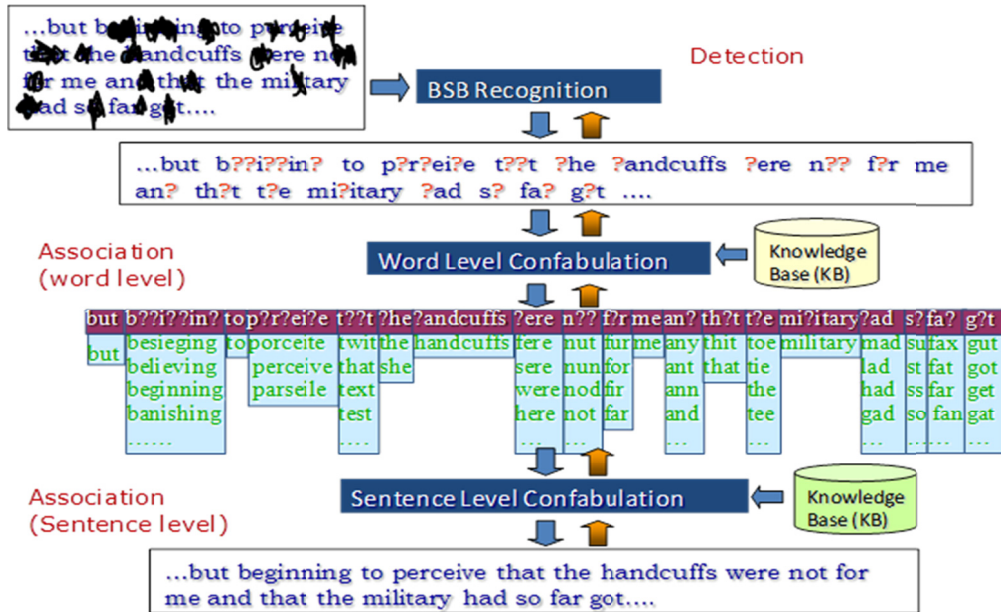 ...but to
the handcuffs
for me and the military
so far got....
Detection
BSB Recognition
...but b??i??in? to p?r?ei?e t??t ?he ?andcuffs ?ere n?? f?r me
an? th?t t?e mi?itary ?ad s? fa? g?t ....
Association
(word level)
Word Level Confabulation
Knowledge
Base (KB)
but b??i??in? to p?r?ei?e t??t ?he ?andcuffs ?ere n?? f?r me an? th?t t?e mi?itary ?ad s? fa? g?t
but besieging to porceite twit the handcuffs fere nut fur me any thit toe military mad su fax gut
believing perceive that she sere nun for ant that tie lad st fat got
beginning parseile text were nod fir ann the had ss far get
banishing test here not far and tee gad so fan gat
...... .... ... ... ... ... ... ... ...
Association
(Sentence level)
Sentence Level Confabulation
Knowledge
Base (KB)
...but beginning to perceive that the handcuffs were not for
me and that the military had so far got....